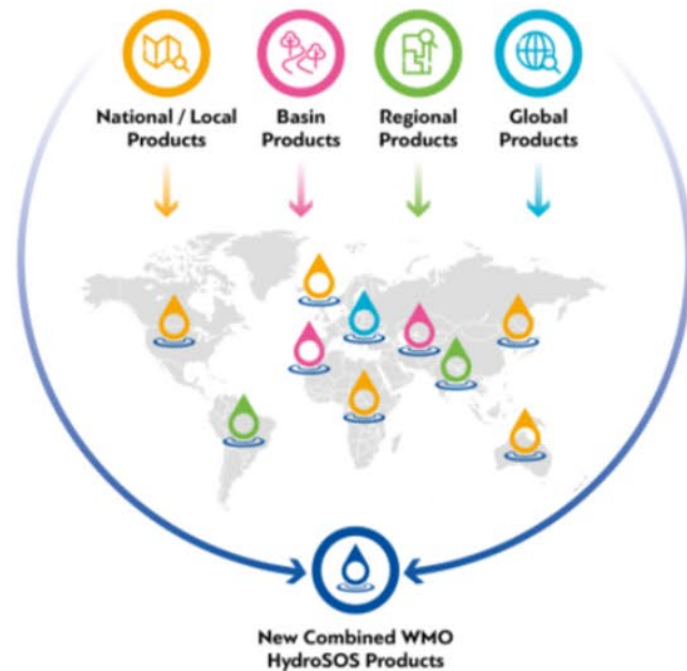 National / Local
Products
Basin
Products
Regional
Products
Global
Products
New Combined WMO
HydroSOS Products